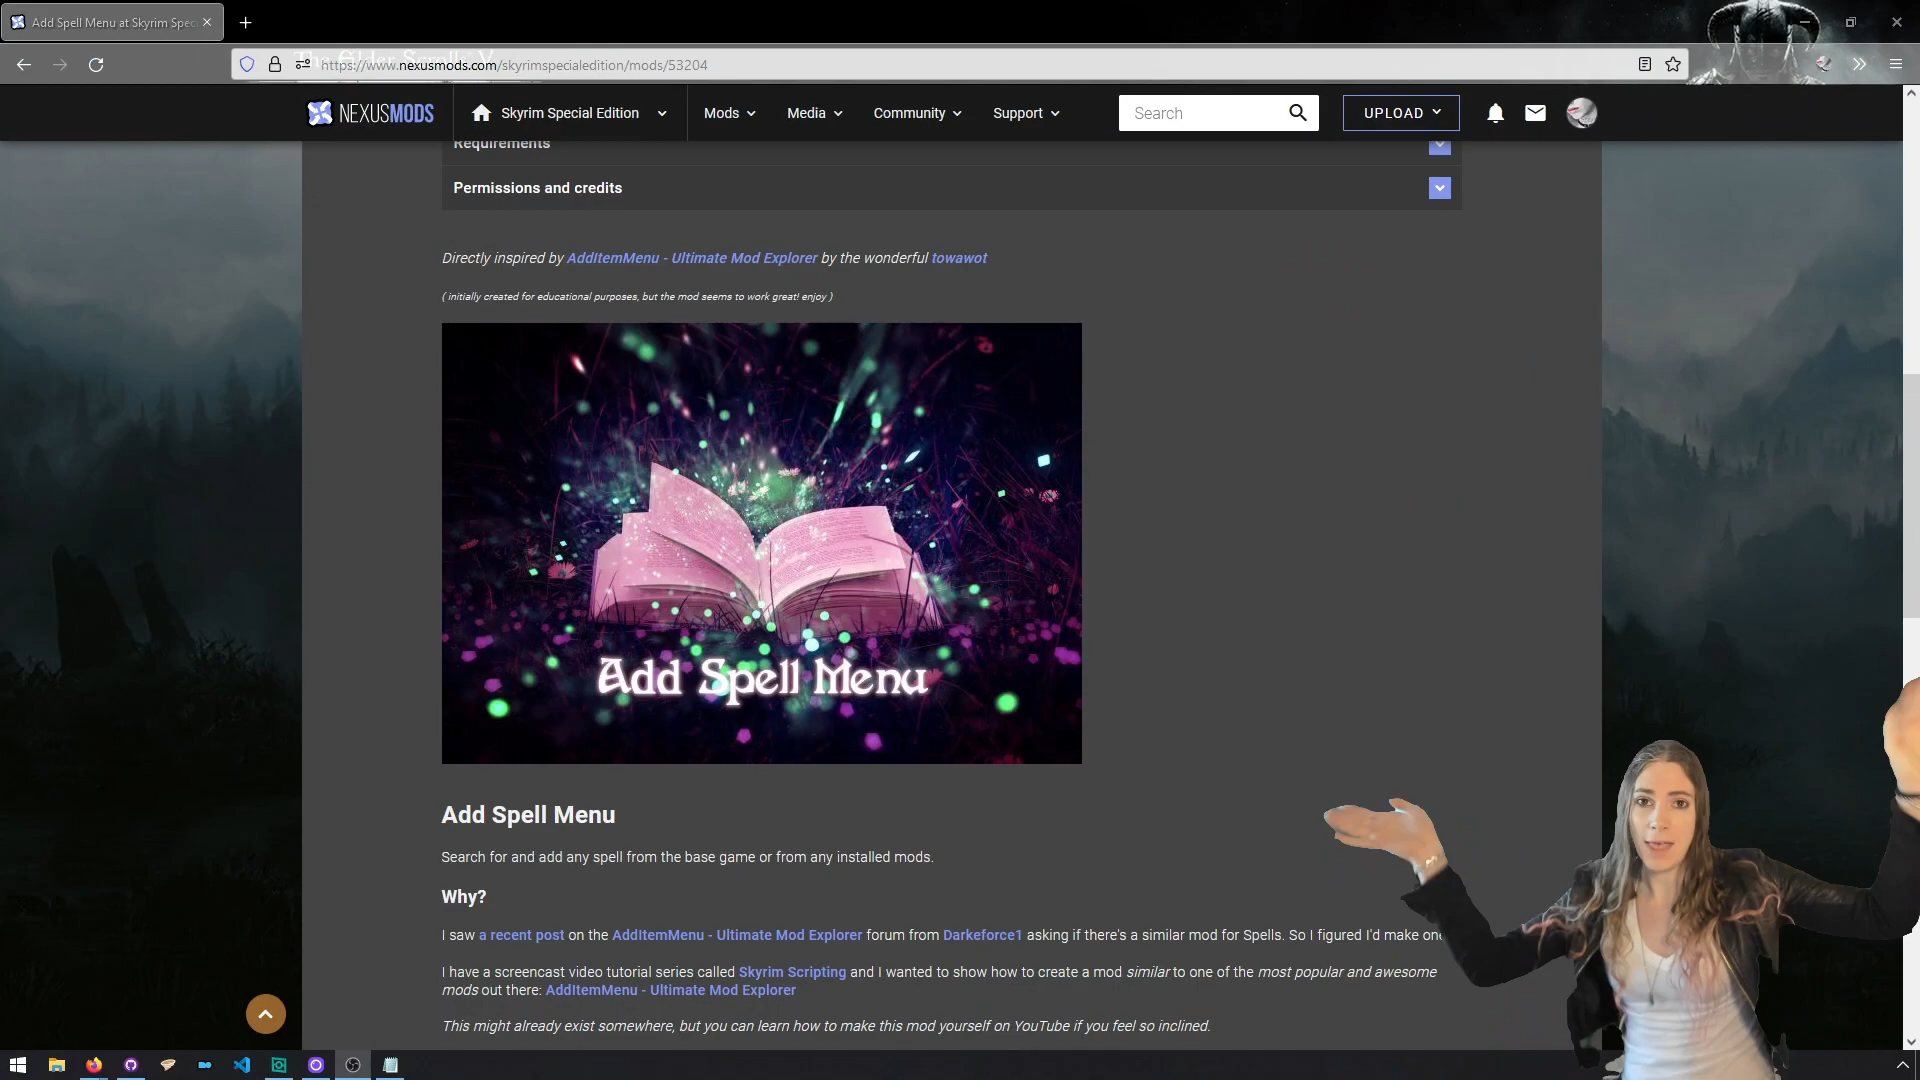 Add Spell Menu at Skyrim Spec
The Elder Scrolls V
https://www.nexusmods.com/skyrimspecialedition/mods/53204
NEXUSMODS
Skyrim Special Edition
Mods
Media
Community
Support
Search
UPLOAD
Requirements
Permissions and credits
Directly inspired by AddItemMenu - Ultimate Mod Explorer by the wonderful towawot
( initially created for educational purposes, but the mod seems to work great! enjoy )
Add Spell Menu
Add Spell Menu
Search for and add any spell from the base game or from any installed mods.
Why?
I saw a recent post on the AddItemMenu - Ultimate Mod Explorer forum from Darkeforce1 asking if there's a similar mod for Spells. So I figured I'd make one
I have a screencast video tutorial series called Skyrim Scripting and I wanted to show how to create a mod similar to one of the most popular and awesome
mods out there: AddItemMenu - Ultimate Mod Explorer
This might already exist somewhere, but you can learn how to make this mod yourself on YouTube if you feel so inclined.